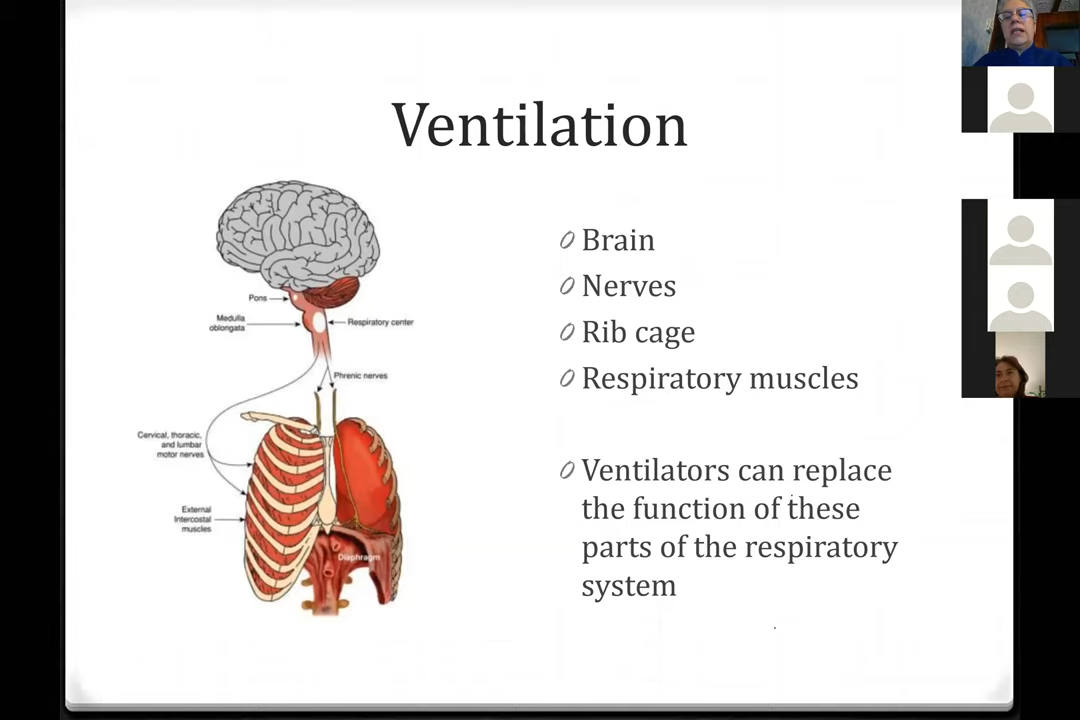 Ventilation
Pons
Medulla
oblongata
Respiratory center
Phrenic nerves
Cervical, thoracic,
and lumbar
motor nerves
External
Intercostal
muscles
Diaphragm
Brain
Nerves
Rib cage
Respiratory muscles
Ventilators can replace
the function of these
parts of the respiratory
system